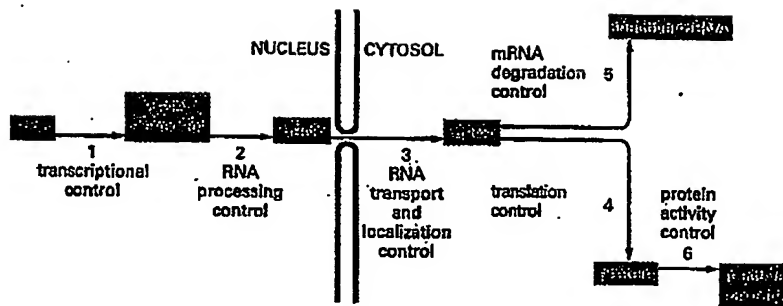 NUCLEUS
CYTOSOL
1
transcriptional
control
2
RNA
processing
control
3
RNA
transport
and
localization
control
mRNA
degradation
control
5
translation
control
4
protein
activity
control
6